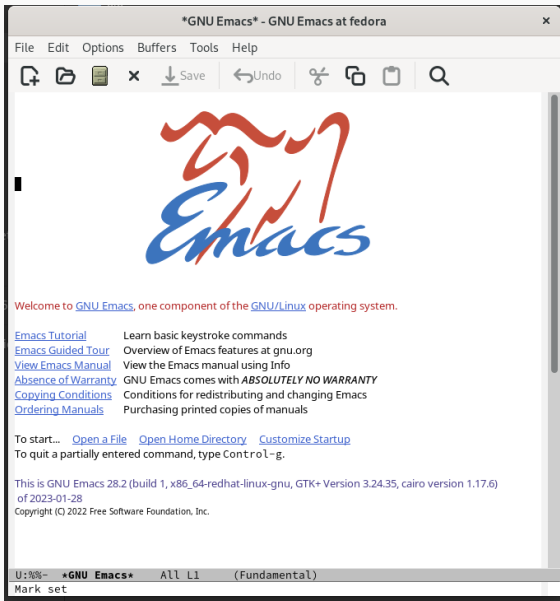 *GNU Emacs* - GNU Emacs at fedora
File Edit Options Buffers Tools Help
Save Undo
Emacs
Welcome to GNU Emacs, one component of the GNU/Linux operating system.
Emacs Tutorial Learn basic keystroke commands
Emacs Guided Tour Overview of Emacs features at gnu.org
View Emacs Manual View the Emacs manual using Info
Absence of Warranty GNU Emacs comes with ABSOLUTELY NO WARRANTY
Copying Conditions Conditions for redistributing and changing Emacs
Ordering Manuals Purchasing printed copies of manuals
To start... Open a File Open Home Directory Customize Startup
To quit a partially entered command, type Control-g.
This is GNU Emacs 28.2 (build 1, x86_64-redhat-linux-gnu, GTK+ Version 3.24.35, cairo version 1.17.6)
of 2023-01-28
Copyright (C) 2022 Free Software Foundation, Inc.
U:%%- *GNU Emacs* All L1 (Fundamental)
Mark set